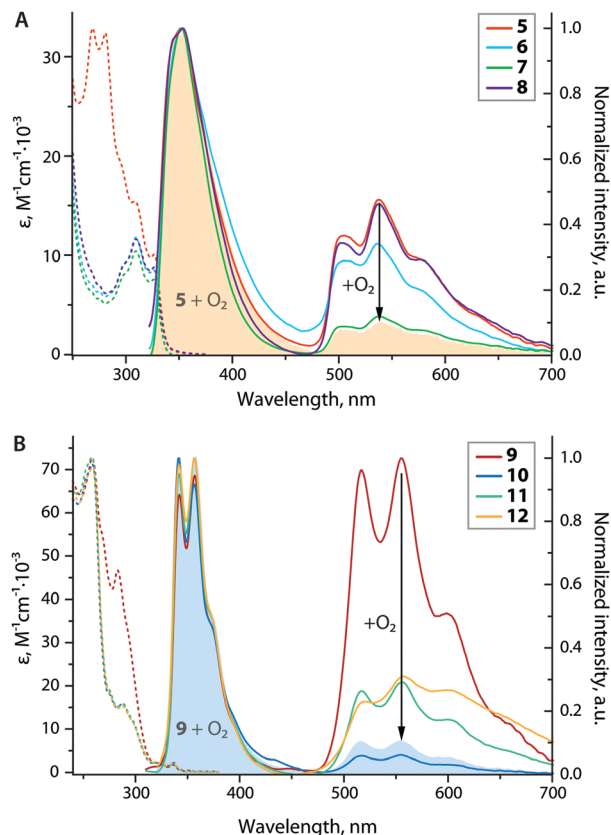 A
5
6
7
8
30
20
10
0
ε, M⁻¹cm⁻¹·10⁻³
1.0
0.8
0.6
0.4
0.2
0.0
Normalized intensity, a.u.
5 + O₂
+O₂
300 400 500 600 700
Wavelength, nm
B
9
10
11
12
70
60
50
40
30
20
10
0
ε, M⁻¹cm⁻¹·10⁻³
1.0
0.8
0.6
0.4
0.2
0.0
Normalized intensity, a.u.
+O₂
9 + O₂
300 400 500 600 700
Wavelength, nm